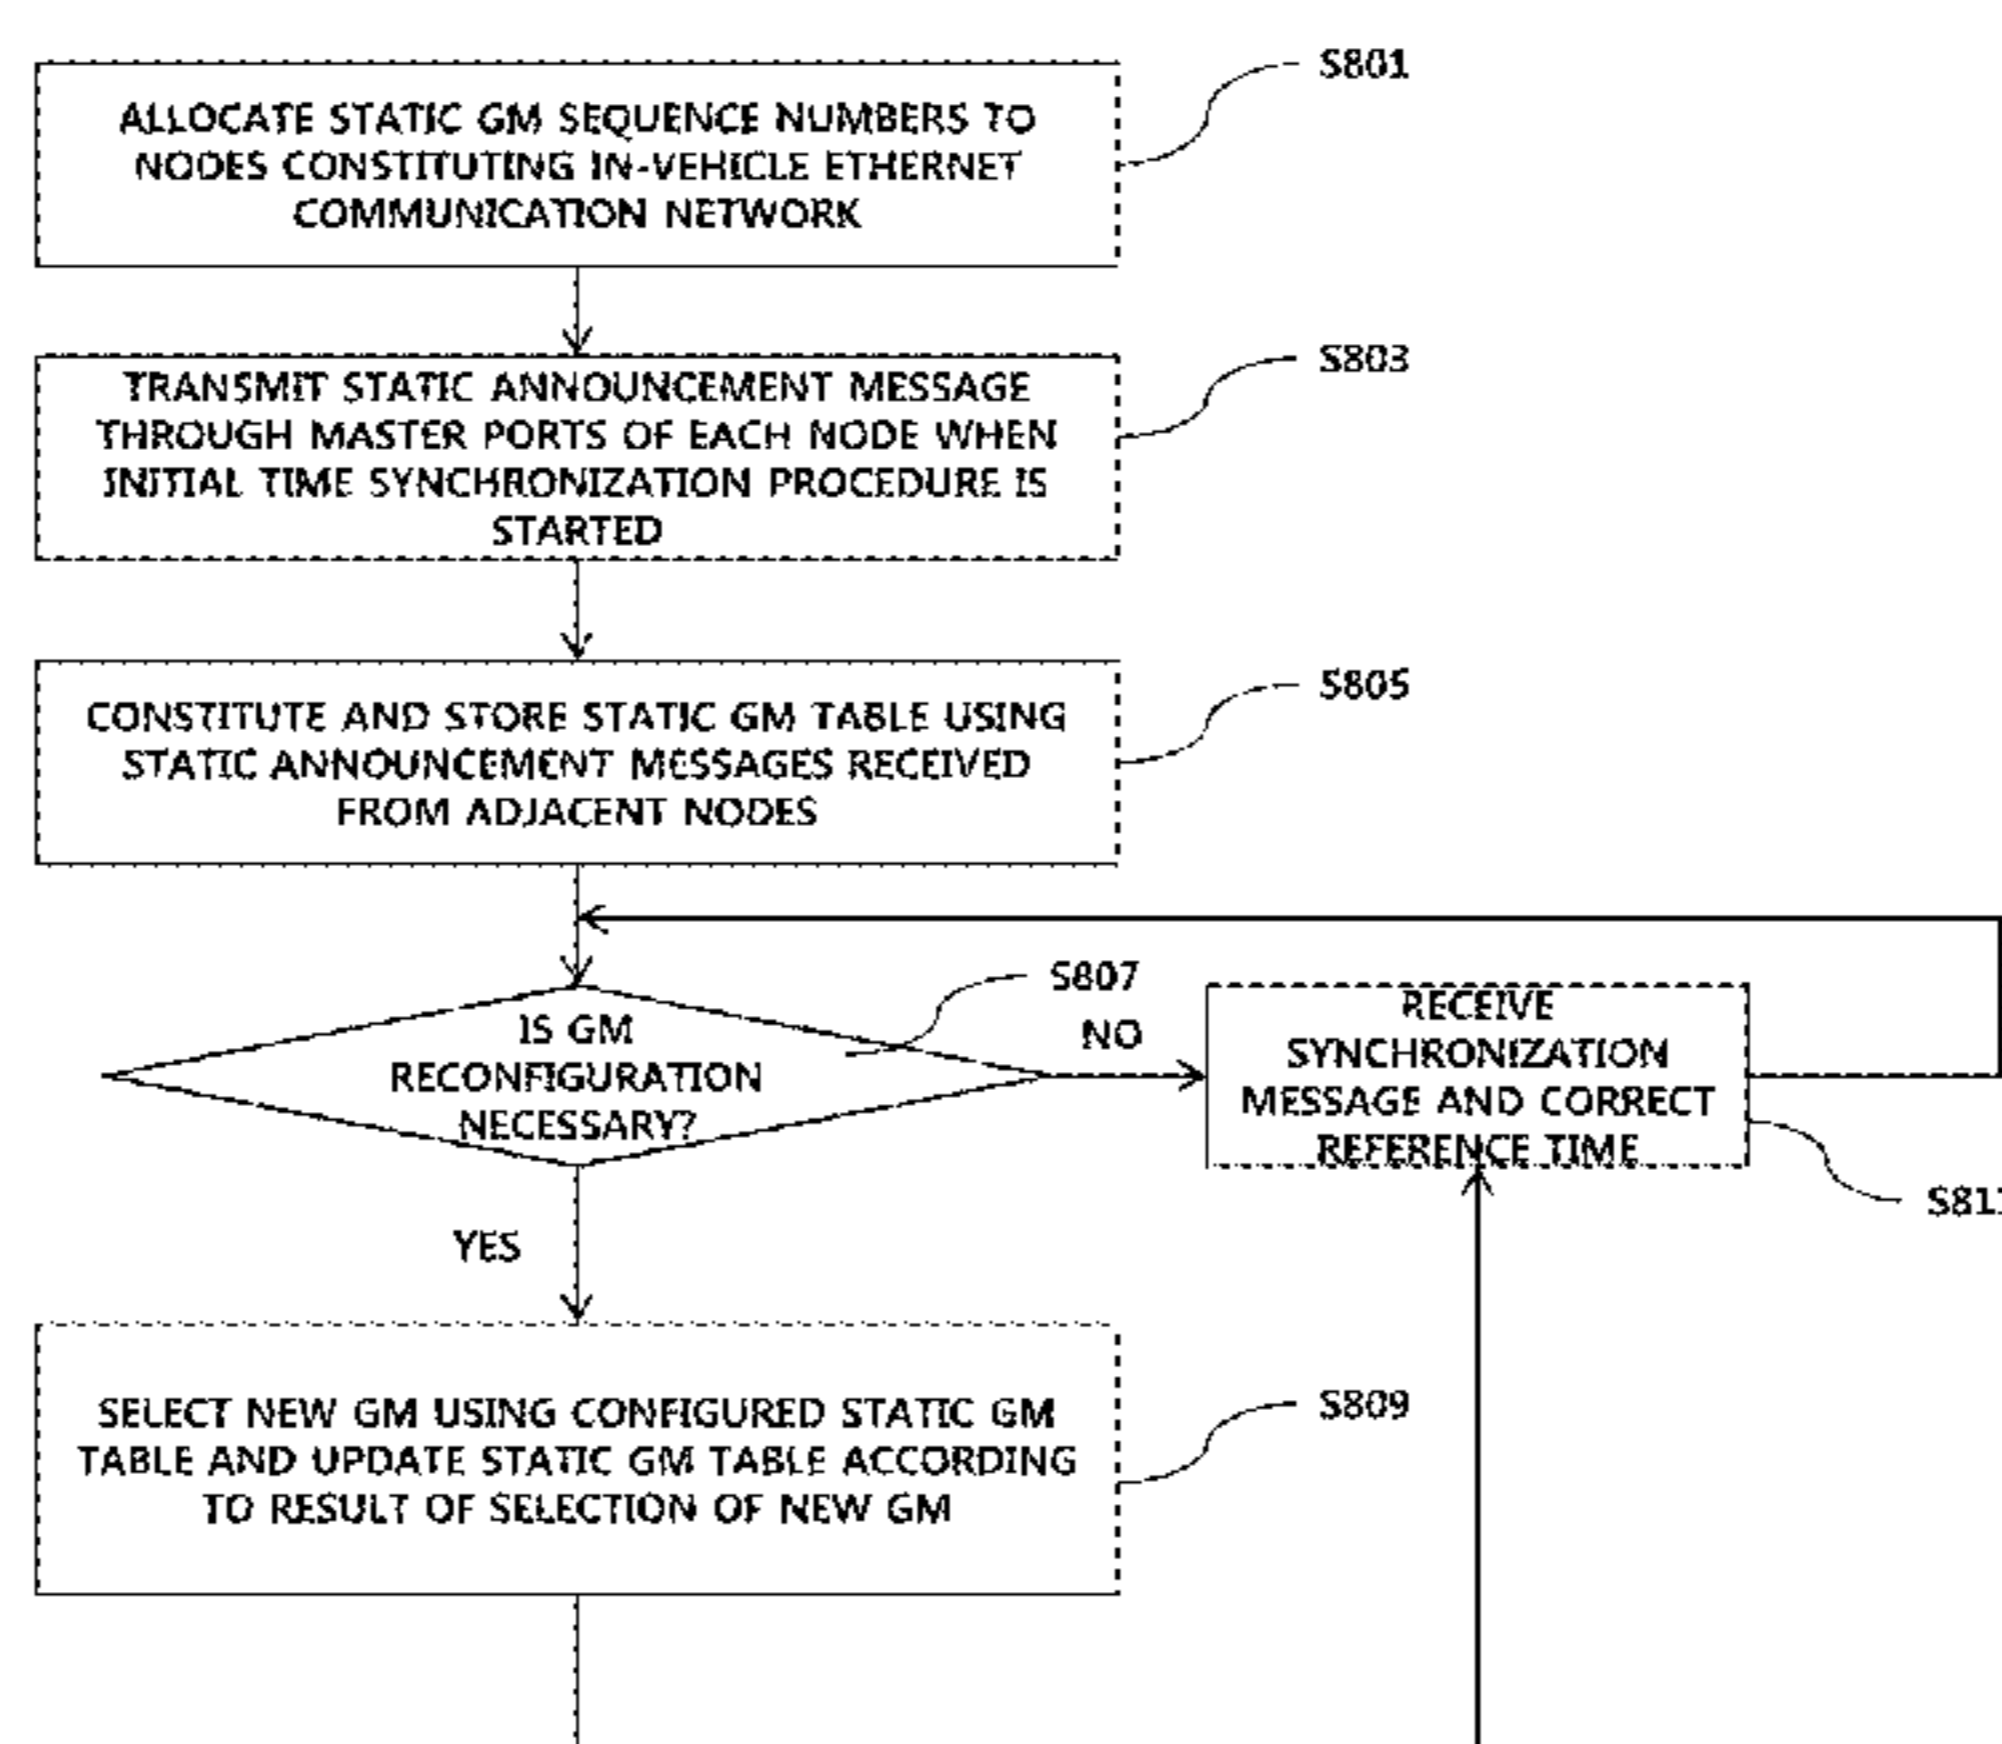 S801
ALLOCATE STATIC GM SEQUENCE NUMBERS TO
NODES CONSTITUTING IN-VEHICLE ETHERNET
COMMUNICATION NETWORK
S803
TRANSMIT STATIC ANNOUNCEMENT MESSAGE
THROUGH MASTER PORTS OF EACH NODE WHEN
INITIAL TIME SYNCHRONIZATION PROCEDURE IS
STARTED
S805
CONSTITUTE AND STORE STATIC GM TABLE USING
STATIC ANNOUNCEMENT MESSAGES RECEIVED
FROM ADJACENT NODES
S807
IS GM
RECONFIGURATION
NECESSARY?
NO
RECEIVE
SYNCHRONIZATION
MESSAGE AND CORRECT
REFERENCE TIME
YES
S809
SELECT NEW GM USING CONFIGURED STATIC GM
TABLE AND UPDATE STATIC GM TABLE ACCORDING
TO RESULT OF SELECTION OF NEW GM